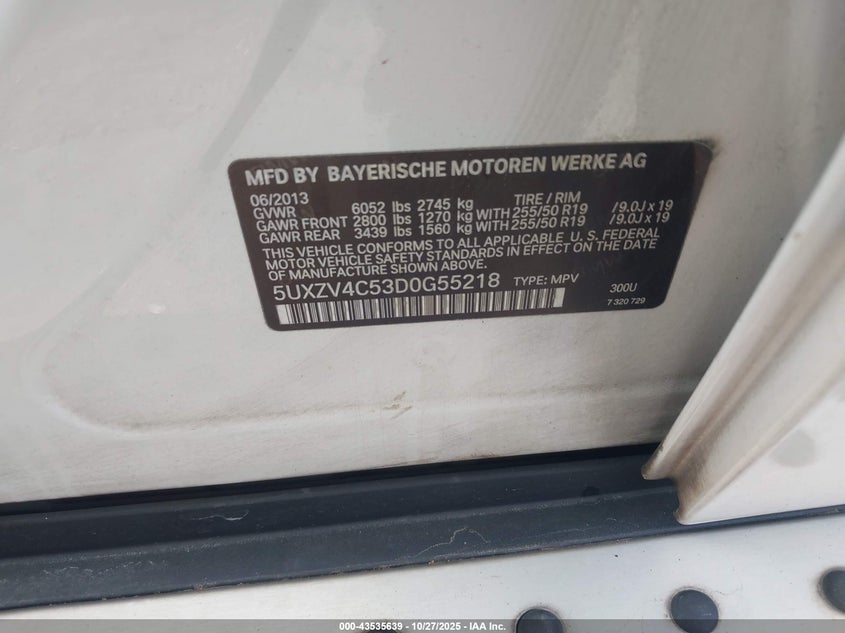 MFD BY BAYERISCHE MOTOREN WERKE AG
06/2013 TIRE / RIM
GVWR 6052 lbs 2745 kg
GAWR FRONT 2800 lbs 1270 kg WITH 255/50 R19 /9.0J x 19
GAWR REAR 3439 lbs 1560 kg WITH 255/50 R19 /9.0J x 19
THIS VEHICLE CONFORMS TO ALL APPLICABLE U.S. FEDERAL
MOTOR VEHICLE SAFETY STANDARDS IN EFFECT ON THE DATE
OF MANUFACTURE SHOWN ABOVE.
5UXZV4C53D0G55218 TYPE: MPV 300U
7 320 729
000-43535639 - 10/27/2025 - IAA Inc.